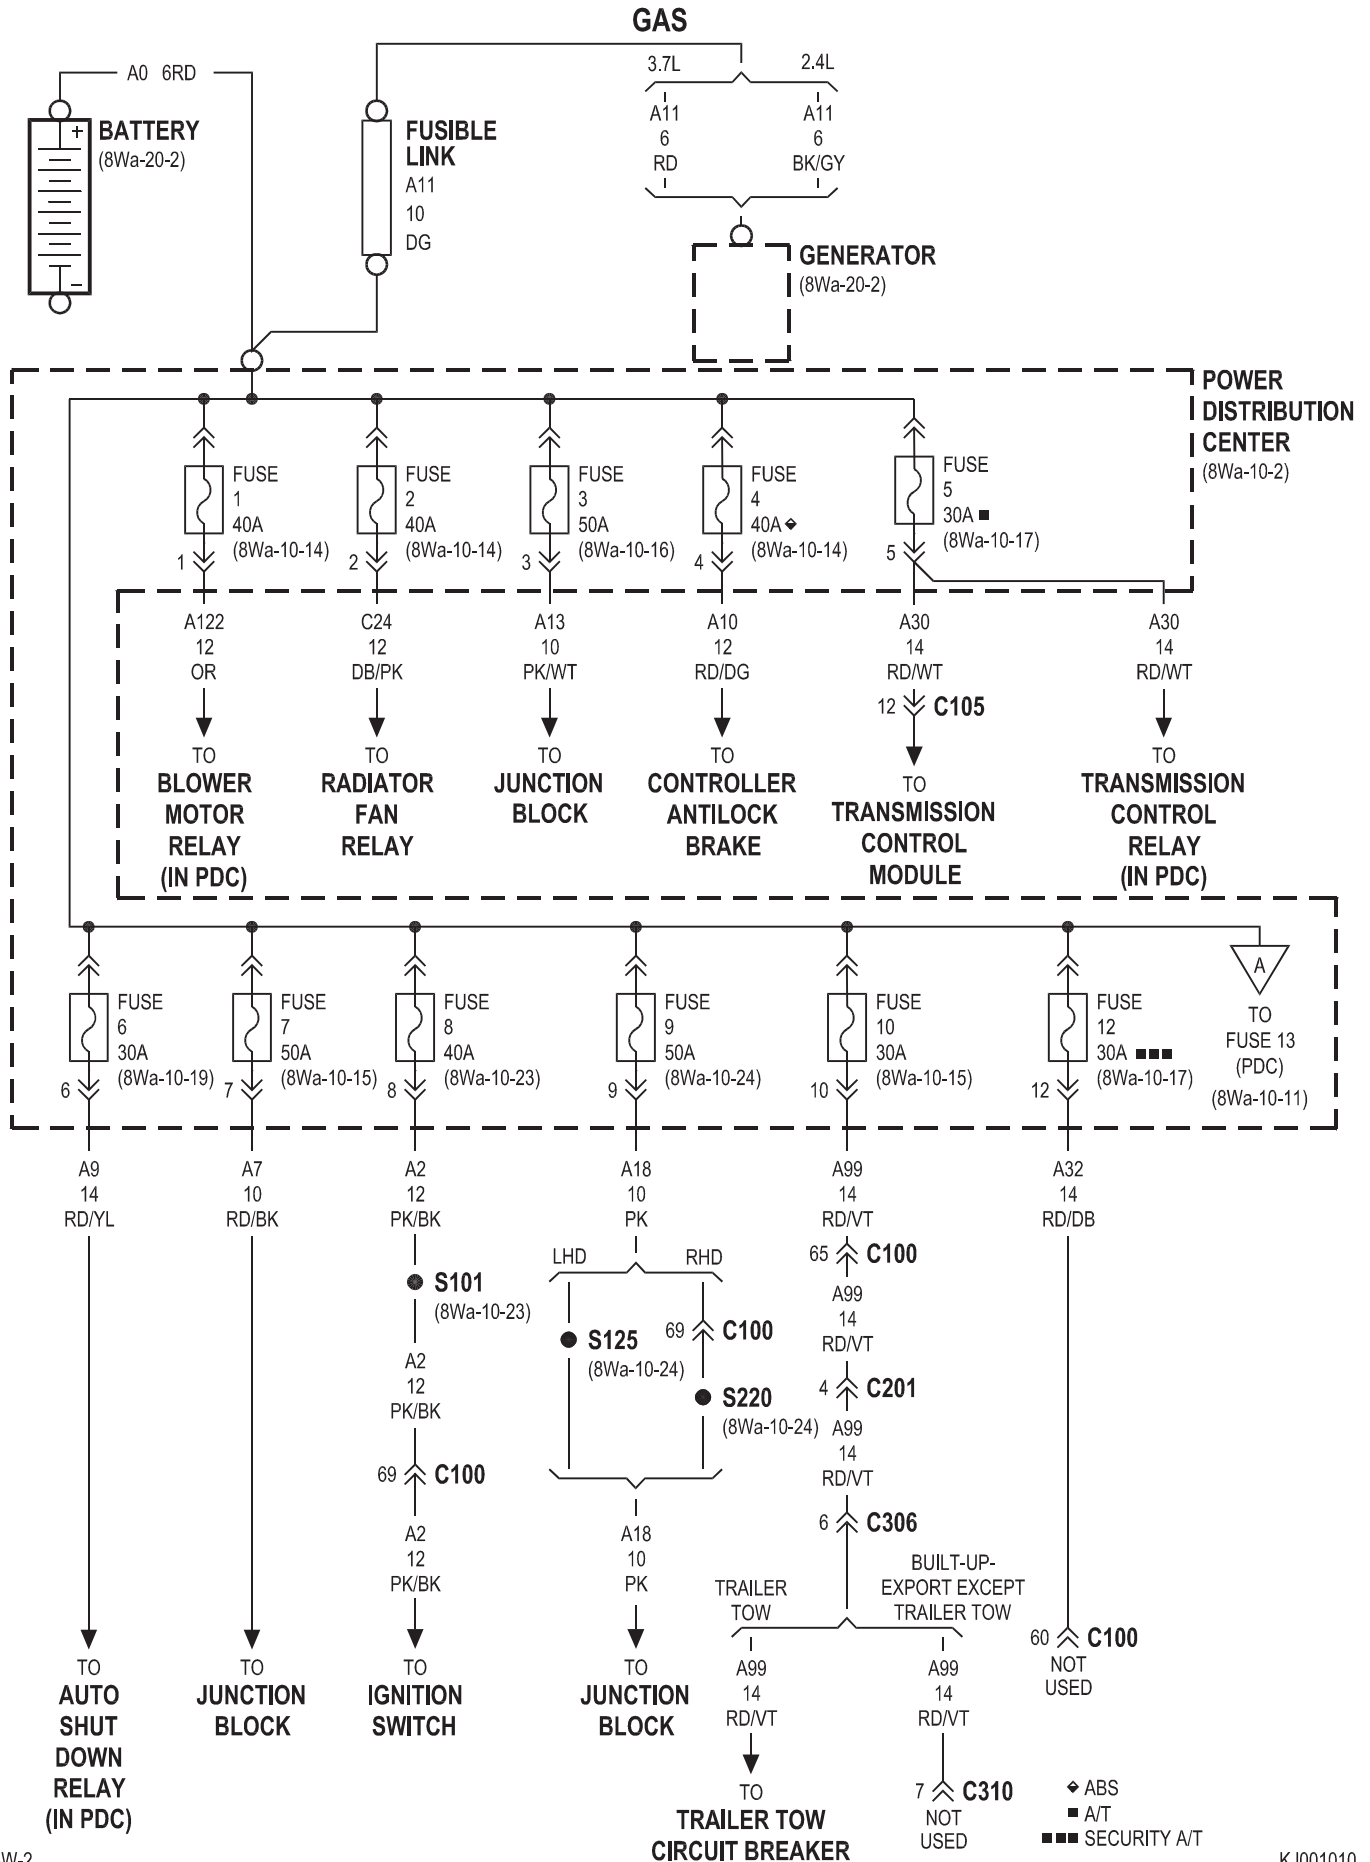 GAS
A0 6RD
3.7L
2.4L
BATTERY
(8Wa-20-2)
+
−
FUSIBLE
LINK
A11
10
DG
A11
6
RD
A11
6
BK/GY
GENERATOR
(8Wa-20-2)
POWER
DISTRIBUTION
CENTER
(8Wa-10-2)
FUSE
1
40A
(8Wa-10-14)
1
FUSE
2
40A
(8Wa-10-14)
2
FUSE
3
50A
(8Wa-10-16)
3
FUSE
4
40A
(8Wa-10-14)
4
FUSE
5
30A ■
(8Wa-10-17)
5
A122
12
OR
TO
BLOWER
MOTOR
RELAY
(IN PDC)
C24
12
DB/PK
TO
RADIATOR
FAN
RELAY
A13
10
PK/WT
TO
JUNCTION
BLOCK
A10
12
RD/DG
TO
CONTROLLER
ANTILOCK
BRAKE
A30
14
RD/WT
12 C105
TO
TRANSMISSION
CONTROL
MODULE
A30
14
RD/WT
TO
TRANSMISSION
CONTROL
RELAY
(IN PDC)
FUSE
6
30A
(8Wa-10-19)
6
FUSE
7
50A
(8Wa-10-15)
7
FUSE
8
40A
(8Wa-10-23)
8
FUSE
9
50A
(8Wa-10-24)
9
FUSE
10
30A
(8Wa-10-15)
10
FUSE
12
30A ■■■
(8Wa-10-17)
12
A
TO
FUSE 13
(PDC)
(8Wa-10-11)
A9
14
RD/YL
TO
AUTO
SHUT
DOWN
RELAY
(IN PDC)
A7
10
RD/BK
TO
JUNCTION
BLOCK
A2
12
PK/BK
S101
(8Wa-10-23)
A2
12
PK/BK
69 C100
A2
12
PK/BK
TO
IGNITION
SWITCH
A18
10
PK
LHD
RHD
S125
(8Wa-10-24)
69 C100
S220
(8Wa-10-24)
A18
10
PK
TO
JUNCTION
BLOCK
A99
14
RD/VT
65 C100
A99
14
RD/VT
4 C201
A99
14
RD/VT
6 C306
TRAILER
TOW
BUILT-UP-
EXPORT EXCEPT
TRAILER TOW
A99
14
RD/VT
TO
TRAILER TOW
CIRCUIT BREAKER
A99
14
RD/VT
7 C310
NOT
USED
A32
14
RD/DB
60 C100
NOT
USED
ABS
■ A/T
■■■ SECURITY A/T
W-2
KJ001010